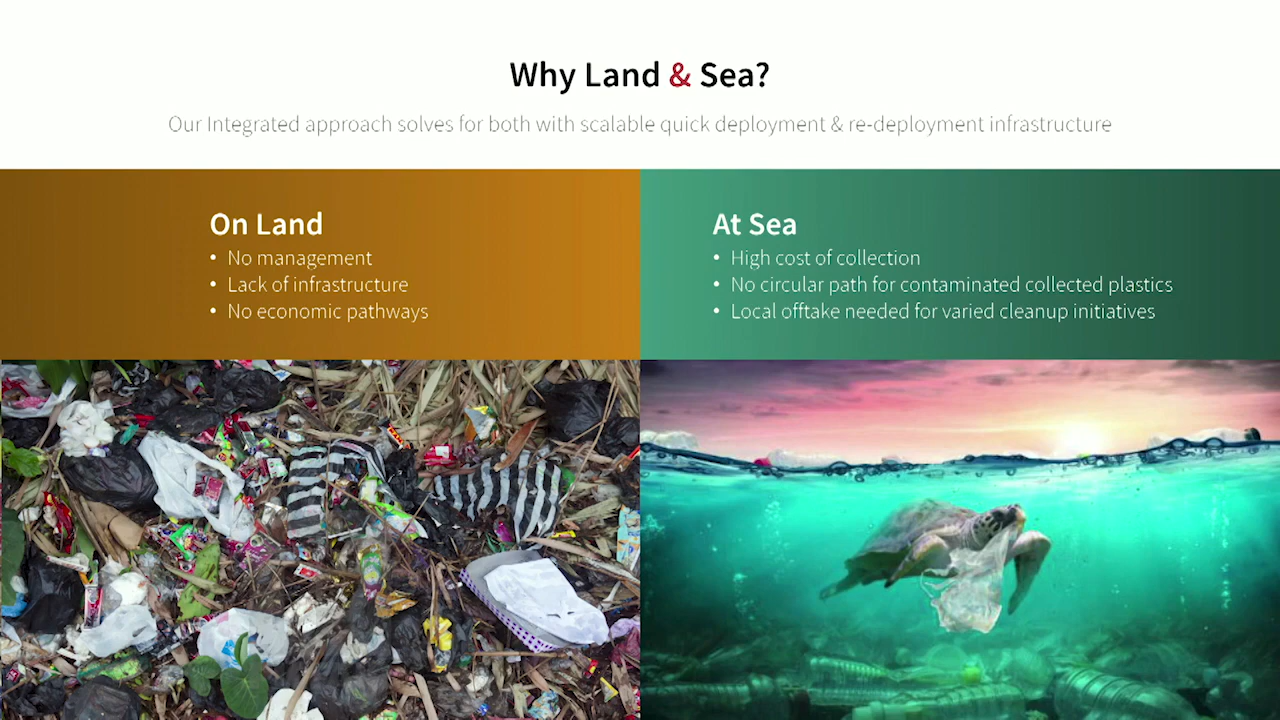 Why Land & Sea?
Our Integrated approach solves for both with scalable quick deployment & re-deployment infrastructure
On Land
• No management
• Lack of infrastructure
• No economic pathways
At Sea
• High cost of collection
• No circular path for contaminated collected plastics
• Local offtake needed for varied cleanup initiatives